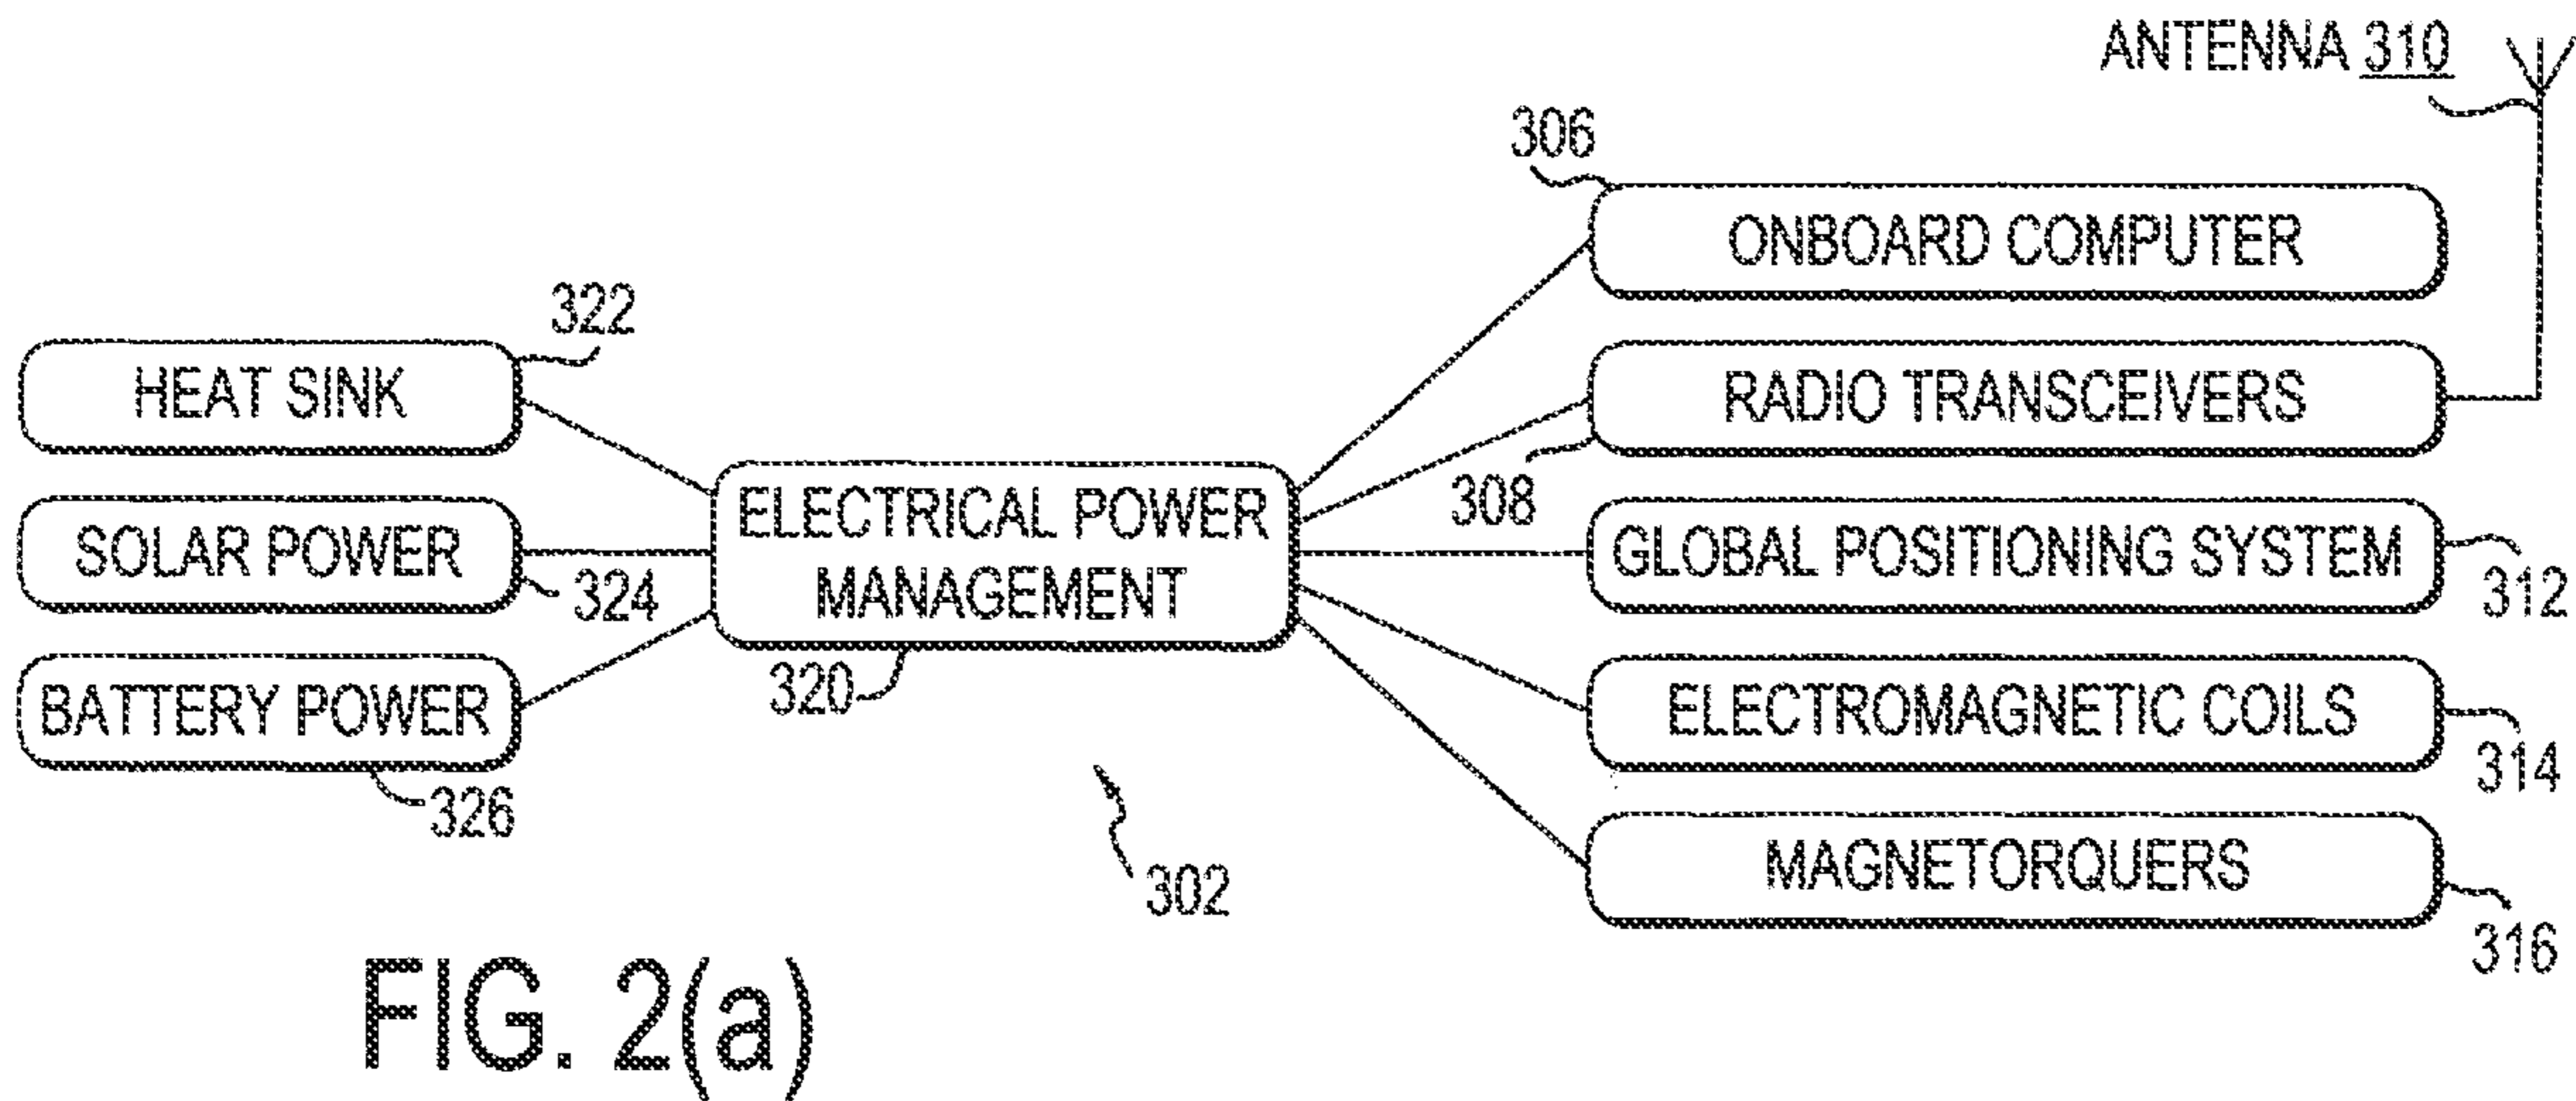 ANTENNA 310
306
ONBOARD COMPUTER
322
HEAT SINK
RADIO TRANSCEIVERS
308
ELECTRICAL POWER
MANAGEMENT
320
SOLAR POWER
324
GLOBAL POSITIONING SYSTEM
312
BATTERY POWER
326
ELECTROMAGNETIC COILS
314
MAGNETORQUERS
316
302
FIG. 2(a)